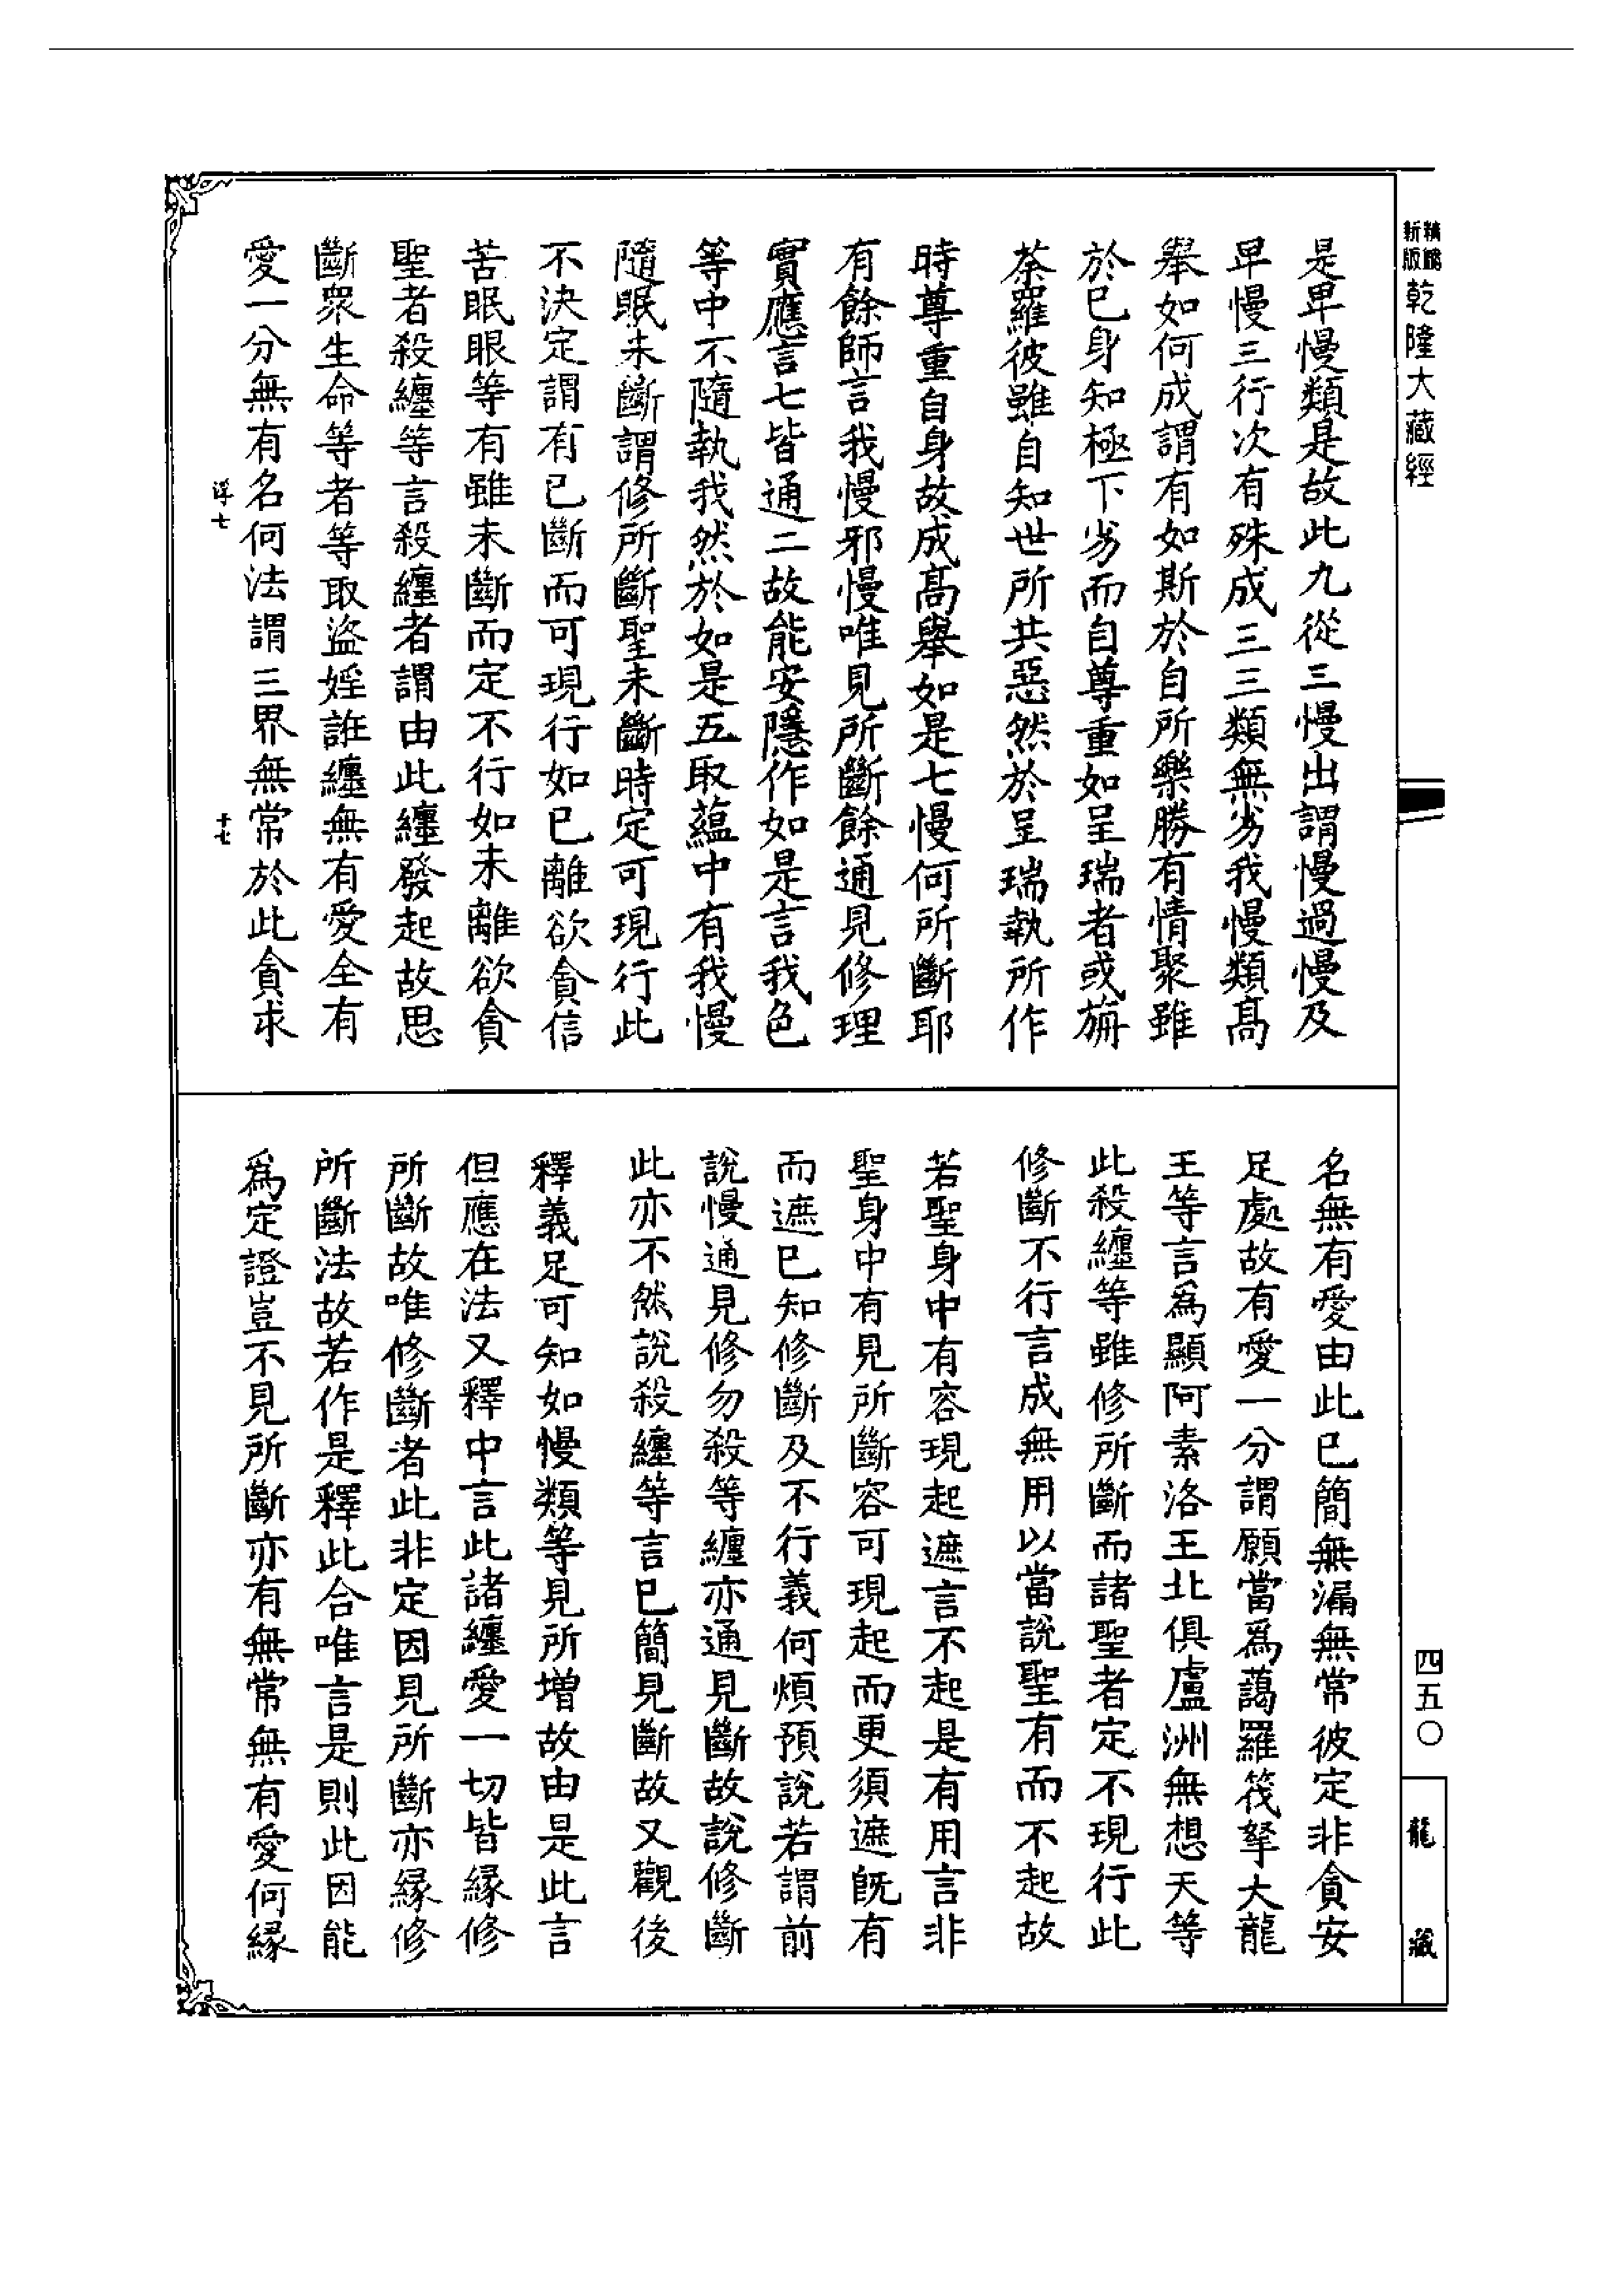 新版精縮乾隆大藏經
是卑慢類是故此九從三慢出謂慢過慢及
卑慢三行次有殊成三三類無劣我慢類高
舉如何成謂有如斯於自所樂勝有情聚雖
於巳身知極下劣而自尊重如呈瑞者或旃
荼羅彼雖自知世所共惡然於呈瑞執所作
時尊重自身故成高舉如是七慢何所斷耶
有餘師言我慢邪慢唯見所斷餘通見修理
實應言七皆通二故能安隱作如是言我色
等中不隨執我然於如是五取蘊中有我慢
隨眠未斷謂修所斷聖未斷時定可現行此
不決定謂有已斷而可現行如已離欲貪信
苦眠眼等有雖未斷而定不行如未離欲貪
聖者殺纏等言殺纏者謂由此纏發起故思
斷眾生命等者等取盜婬誑纏無有愛全有
愛一分無有名何法謂三界無常於此貪求
浮七
十七
名無有愛由此巳簡無漏無常彼定非貪安
足處故有愛一分謂願當為藹羅筏拏大龍
王等言為顯阿素洛王北俱盧洲無想天等
此殺纏等雖修所斷而諸聖者定不現行此
修斷不行言成無用以當說聖有而不起故
若聖身中有容現起遮言不起是有用言非
聖身中有見所斷容可現起而更須遮既有
而遮巳知修斷及不行義何煩預說若謂前
說慢通見修勿殺等纏亦通見斷故說修斷
此亦不然說殺纏等言巳簡見斷故又觀後
釋義足可知如慢類等見所增故由是此言
但應在法又釋中言此諸纏愛一切皆緣修
所斷故唯修斷者此非定因見所斷亦緣修
所斷法故若作是釋此合唯言是則此因能
為定證豈不見所斷亦有無常無有愛何緣
四五〇
龍藏